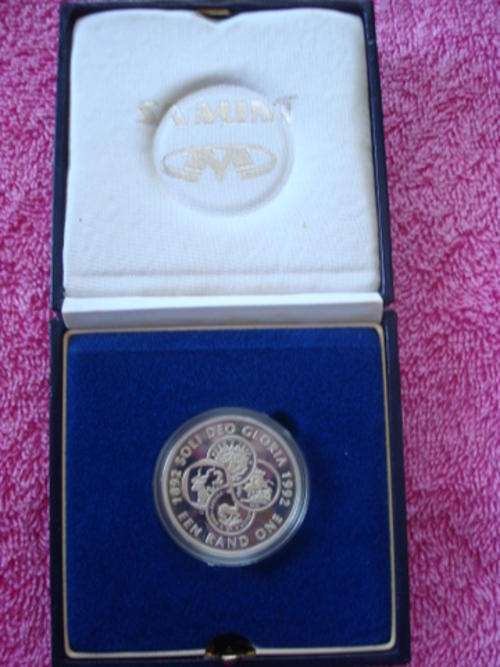 SA MINT
1892 SOLI DEO GLORIA 1992
EEN RAND ONE